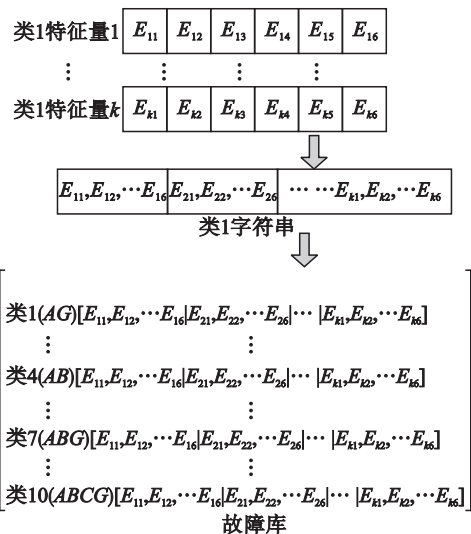 类1特征量1 E11 E12 E13 E14 E15 E16
⋮ ⋮ ⋮ ⋮
类1特征量k Ek1 Ek2 Ek3 Ek4 Ek5 Ek6
E11,E12,⋯E16 E21,E22,⋯E26 ⋯ ⋯Ek1,Ek2,⋯Ek6
类1字符串
类1(AG)[E11,E12,⋯E16|E21,E22,⋯E26|⋯ |Ek1,Ek2,⋯Ek6]
⋮ ⋮
类4(AB)[E11,E12,⋯E16|E21,E22,⋯E26|⋯ |Ek1,Ek2,⋯Ek6]
⋮ ⋮
类7(ABG)[E11,E12,⋯E16|E21,E22,⋯E26|⋯ |Ek1,Ek2,⋯Ek6]
⋮ ⋮
类10(ABCG)[E11,E12,⋯E16|E21,E22,⋯E26|⋯ |Ek1,Ek2,⋯Ek6]
故障库